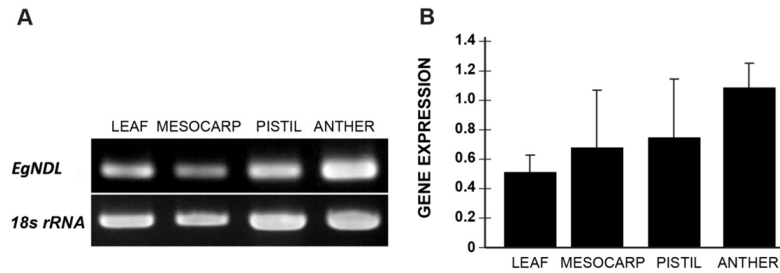 A
LEAF MESOCARP PISTIL ANTHER
EgNDL
18s rRNA
B
GENE EXPRESSION
1.4
1.2
1.0
0.8
0.6
0.4
0.2
0
LEAF MESOCARP PISTIL ANTHER